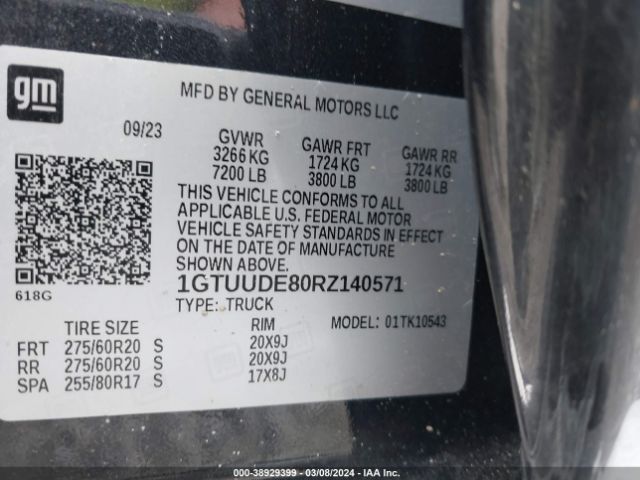 gm
MFD BY GENERAL MOTORS LLC
09/23
GVWR GAWR FRT GAWR RR
3266 KG 1724 KG 1724 KG
7200 LB 3800 LB 3800 LB
THIS VEHICLE CONFORMS TO ALL
APPLICABLE U.S. FEDERAL MOTOR
VEHICLE SAFETY STANDARDS IN EFFECT
ON THE DATE OF MANUFACTURE
SHOWN ABOVE.
618G
1GTUUDE80RZ140571
TYPE: TRUCK
TIRE SIZE RIM MODEL: 01TK10543
FRT 275/60R20 S 20X9J
RR 275/60R20 S 20X9J
SPA 255/80R17 S 17X8J
000-38929399 - 03/08/2024 - IAA Inc.